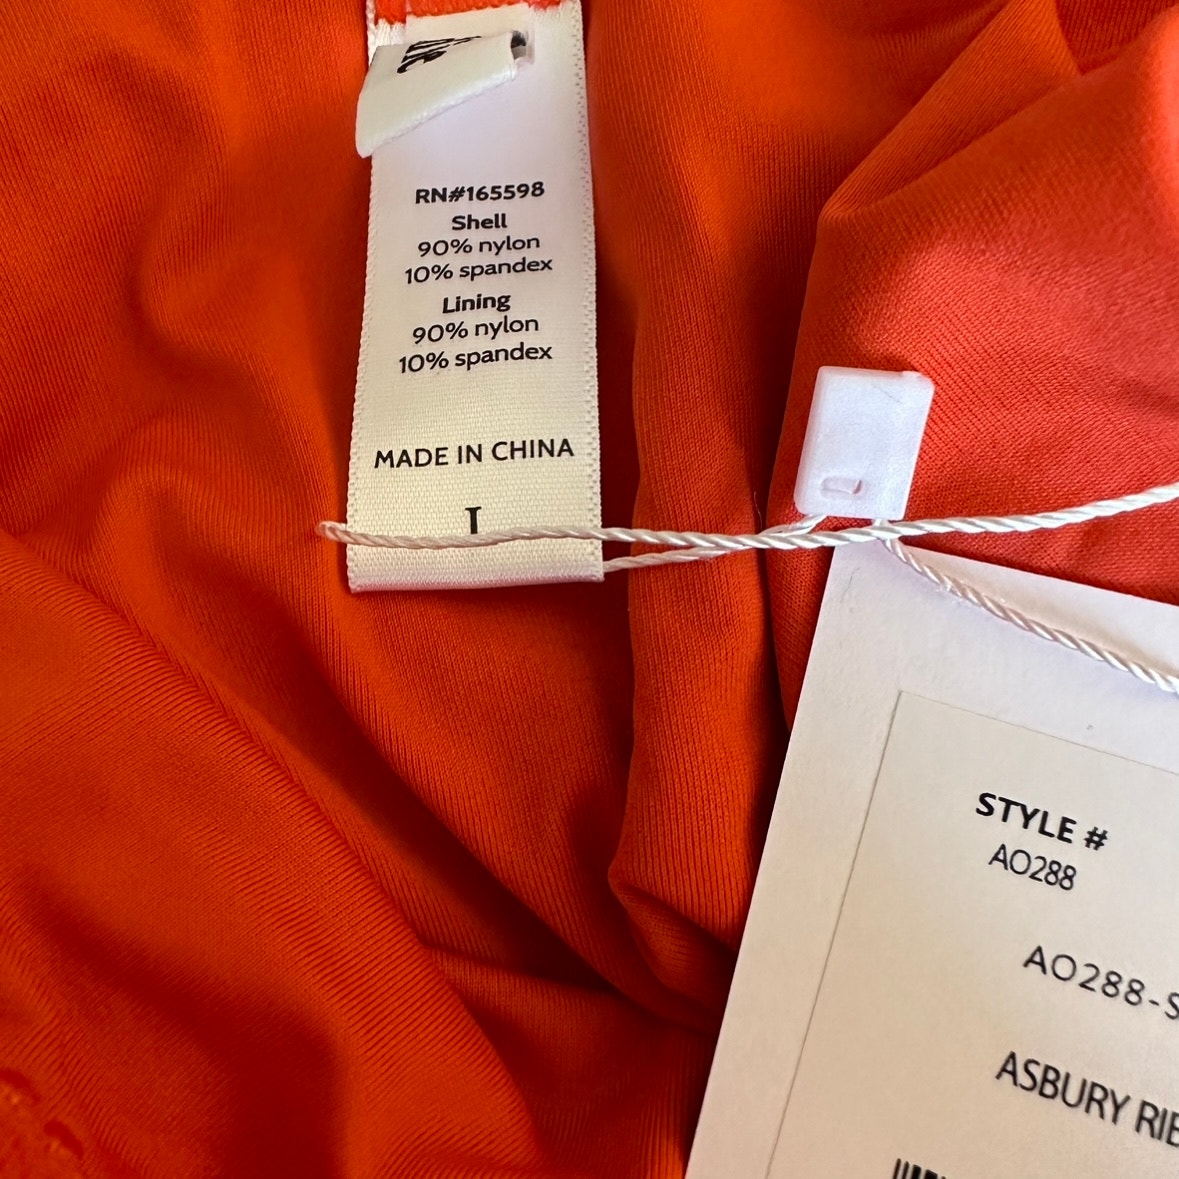 RN#165598
Shell
90% nylon
10% spandex
Lining
90% nylon
10% spandex
MADE IN CHINA
STYLE #
AO288
AO288-S
ASBURY RIB